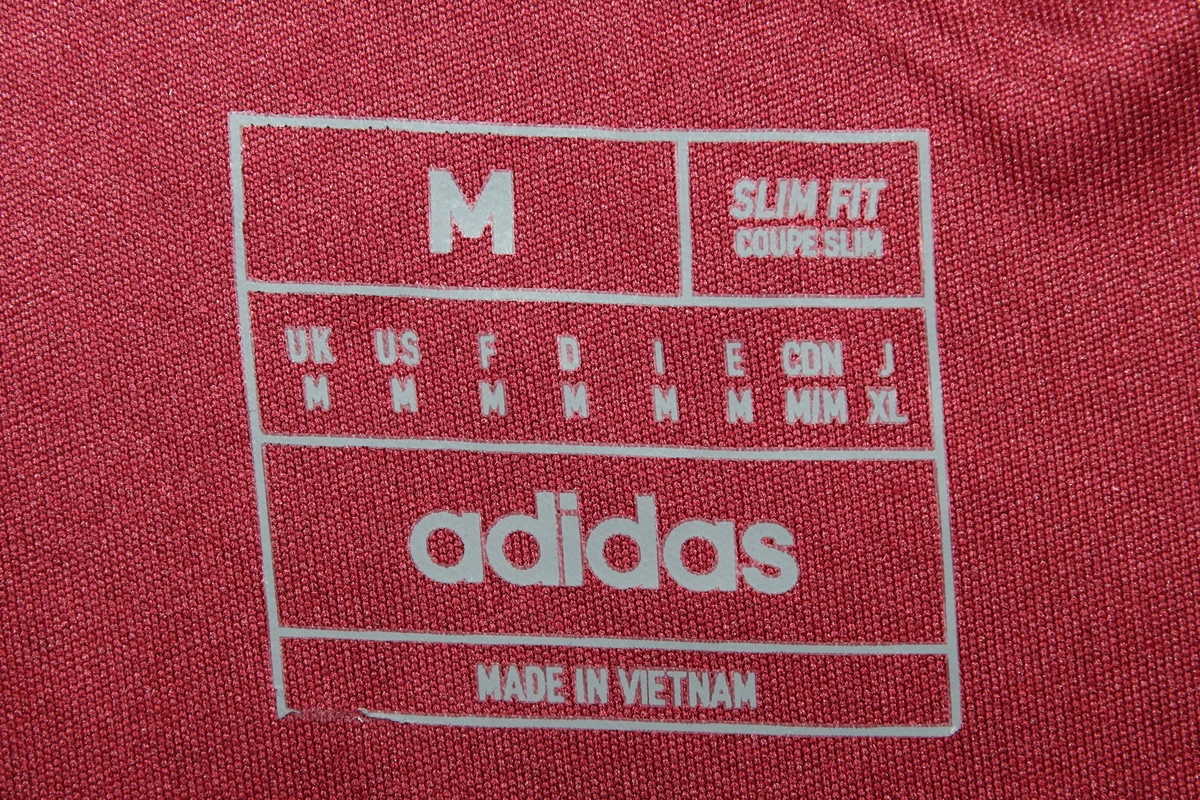 M
SLIM FIT
COUPE SLIM
UK US F D I E CDN J
M M M M M M M/M XL
adidas
MADE IN VIETNAM